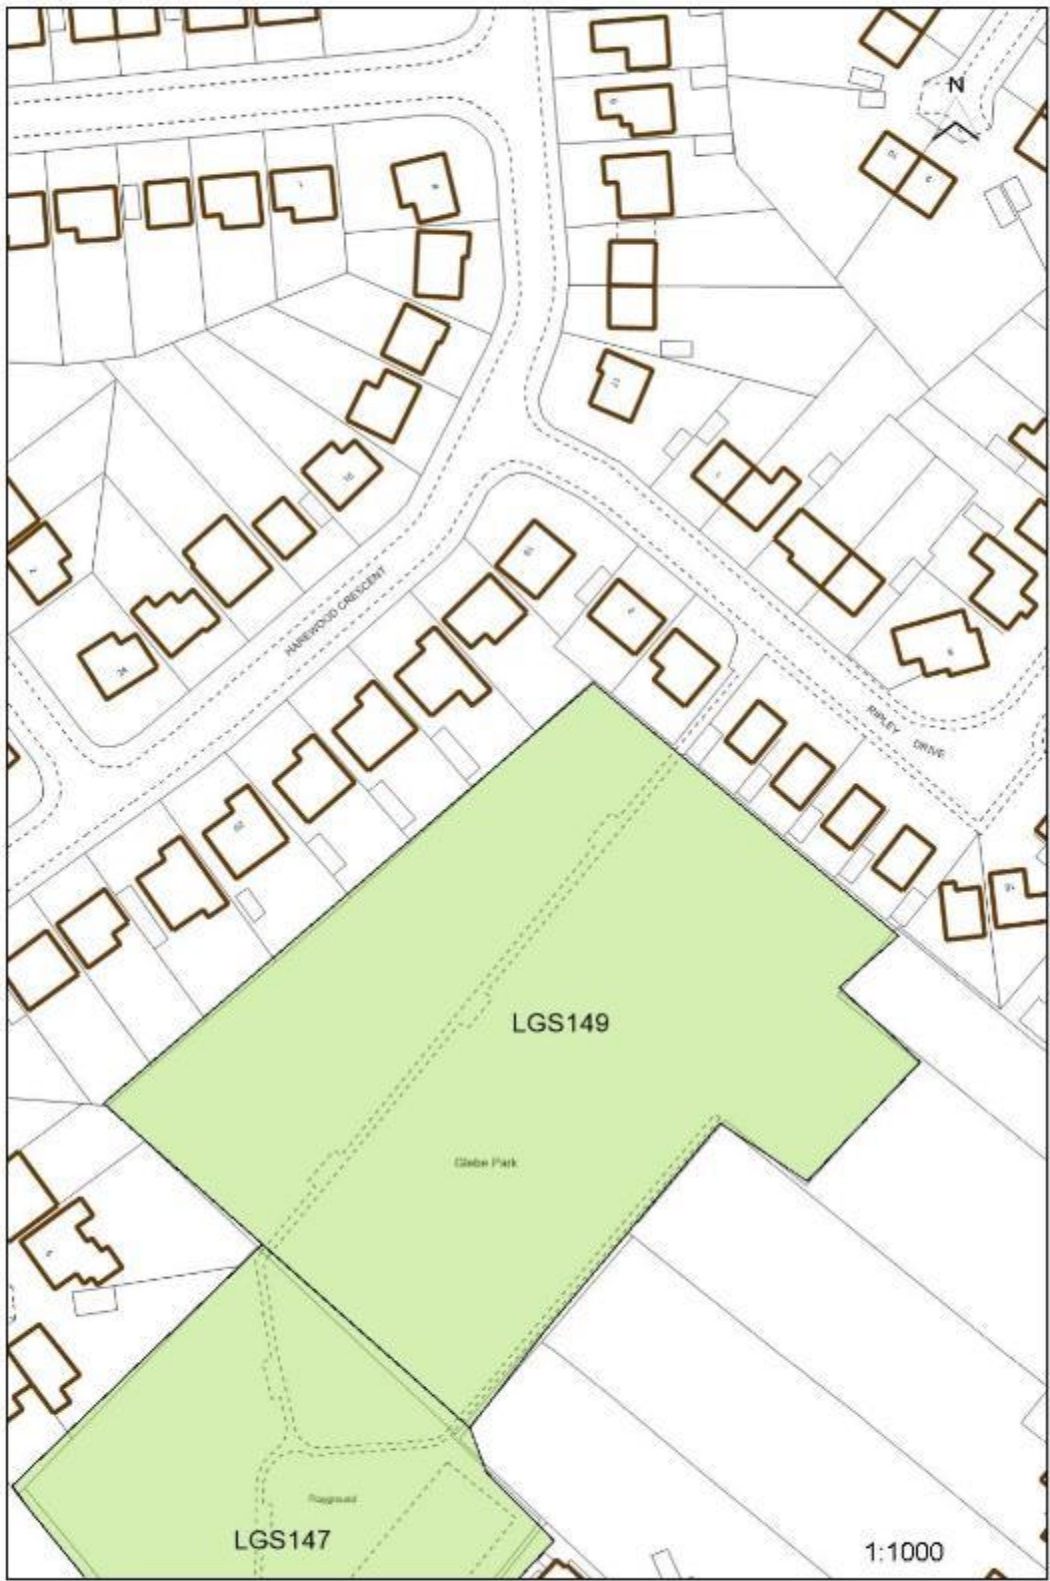 N
HAREWOOD CRESCENT
RIPLEY DRIVE
LGS149
Glebe Park
Playground
LGS147
1:1000